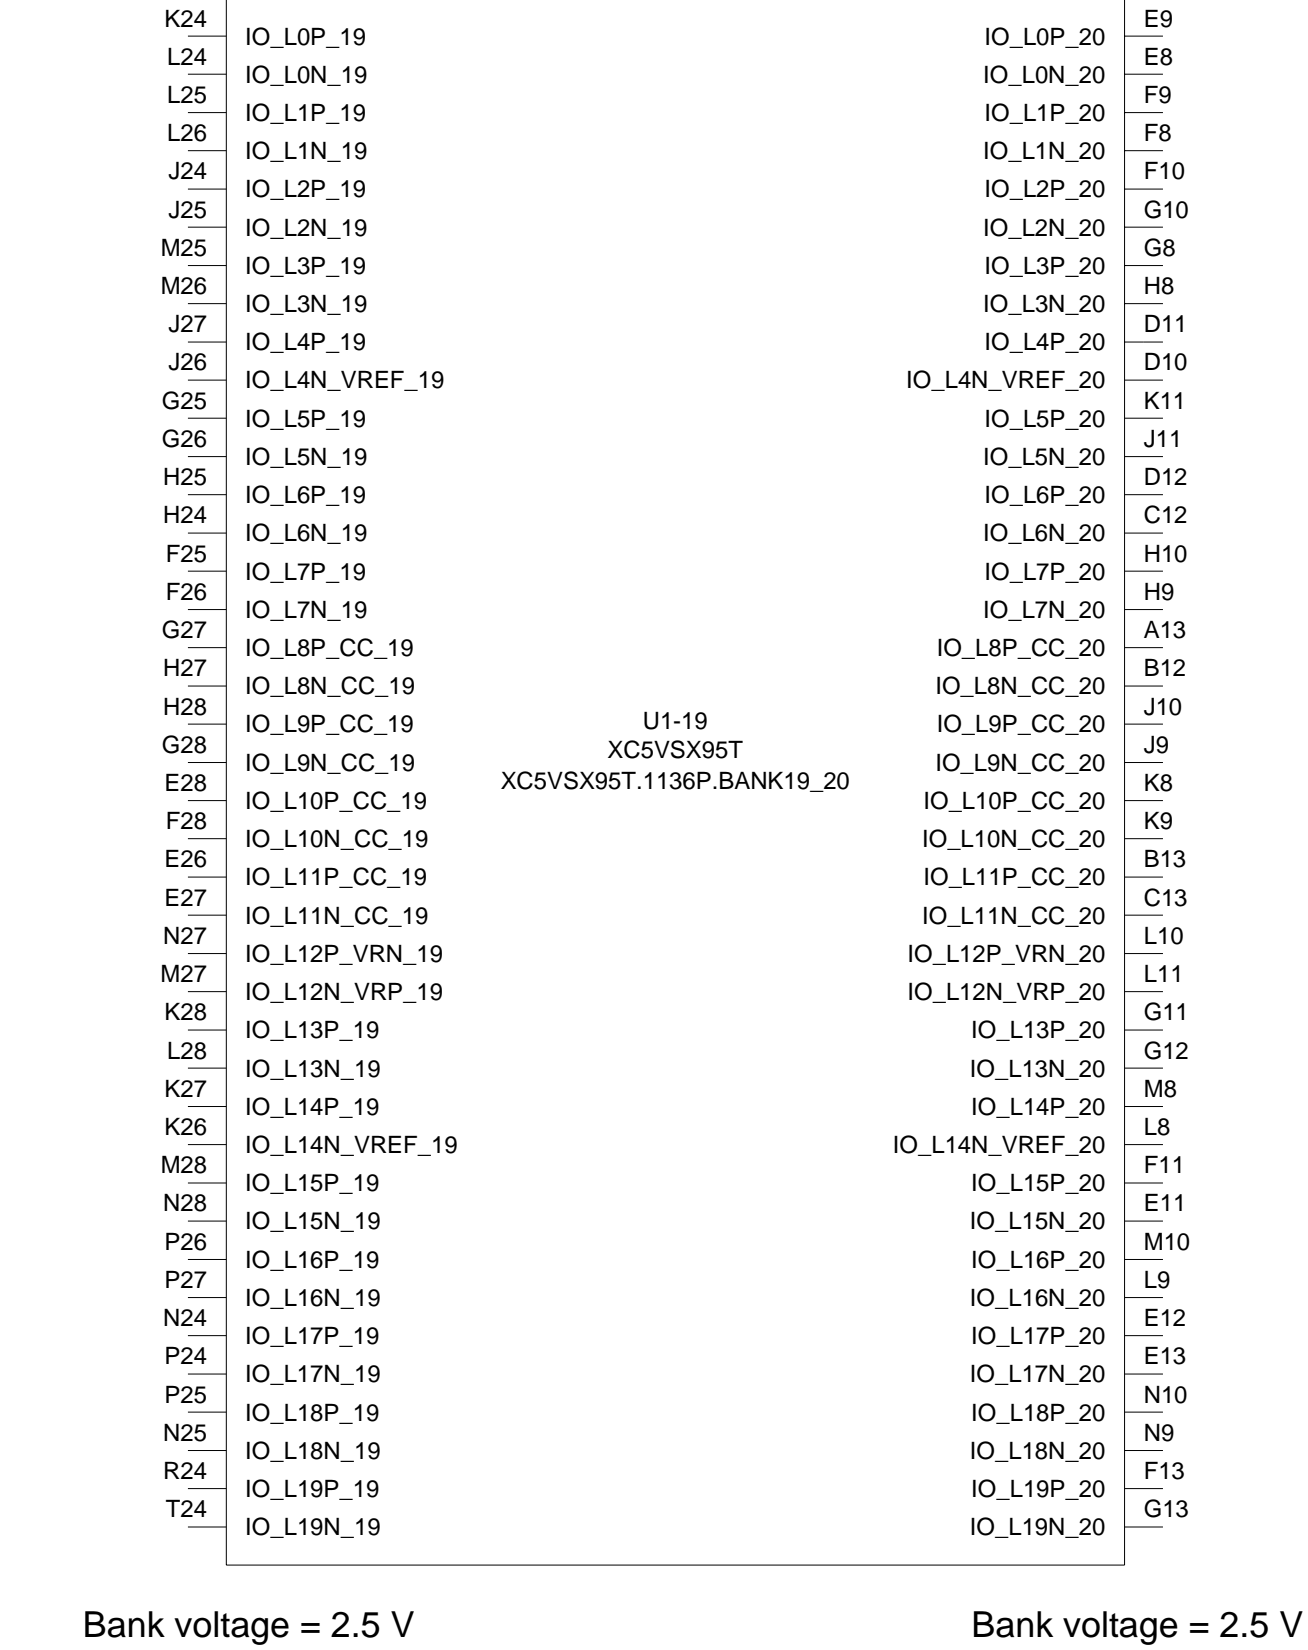 K24 IO_L0P_19 IO_L0P_20 E9
L24 IO_L0N_19 IO_L0N_20 E8
L25 IO_L1P_19 IO_L1P_20 F9
L26 IO_L1N_19 IO_L1N_20 F8
J24 IO_L2P_19 IO_L2P_20 F10
J25 IO_L2N_19 IO_L2N_20 G10
M25 IO_L3P_19 IO_L3P_20 G8
M26 IO_L3N_19 IO_L3N_20 H8
J27 IO_L4P_19 IO_L4P_20 D11
J26 IO_L4N_VREF_19 IO_L4N_VREF_20 D10
G25 IO_L5P_19 IO_L5P_20 K11
G26 IO_L5N_19 IO_L5N_20 J11
H25 IO_L6P_19 IO_L6P_20 D12
H24 IO_L6N_19 IO_L6N_20 C12
F25 IO_L7P_19 IO_L7P_20 H10
F26 IO_L7N_19 IO_L7N_20 H9
G27 IO_L8P_CC_19 IO_L8P_CC_20 A13
H27 IO_L8N_CC_19 IO_L8N_CC_20 B12
H28 IO_L9P_CC_19 U1-19 IO_L9P_CC_20 J10
XC5VSX95T
G28 IO_L9N_CC_19 IO_L9N_CC_20 J9
XC5VSX95T.1136P.BANK19_20
E28 IO_L10P_CC_19 IO_L10P_CC_20 K8
F28 IO_L10N_CC_19 IO_L10N_CC_20 K9
E26 IO_L11P_CC_19 IO_L11P_CC_20 B13
E27 IO_L11N_CC_19 IO_L11N_CC_20 C13
N27 IO_L12P_VRN_19 IO_L12P_VRN_20 L10
M27 IO_L12N_VRP_19 IO_L12N_VRP_20 L11
K28 IO_L13P_19 IO_L13P_20 G11
L28 IO_L13N_19 IO_L13N_20 G12
K27 IO_L14P_19 IO_L14P_20 M8
K26 IO_L14N_VREF_19 IO_L14N_VREF_20 L8
M28 IO_L15P_19 IO_L15P_20 F11
N28 IO_L15N_19 IO_L15N_20 E11
P26 IO_L16P_19 IO_L16P_20 M10
P27 IO_L16N_19 IO_L16N_20 L9
N24 IO_L17P_19 IO_L17P_20 E12
P24 IO_L17N_19 IO_L17N_20 E13
P25 IO_L18P_19 IO_L18P_20 N10
N25 IO_L18N_19 IO_L18N_20 N9
R24 IO_L19P_19 IO_L19P_20 F13
T24 IO_L19N_19 IO_L19N_20 G13
Bank voltage = 2.5 V Bank voltage = 2.5 V